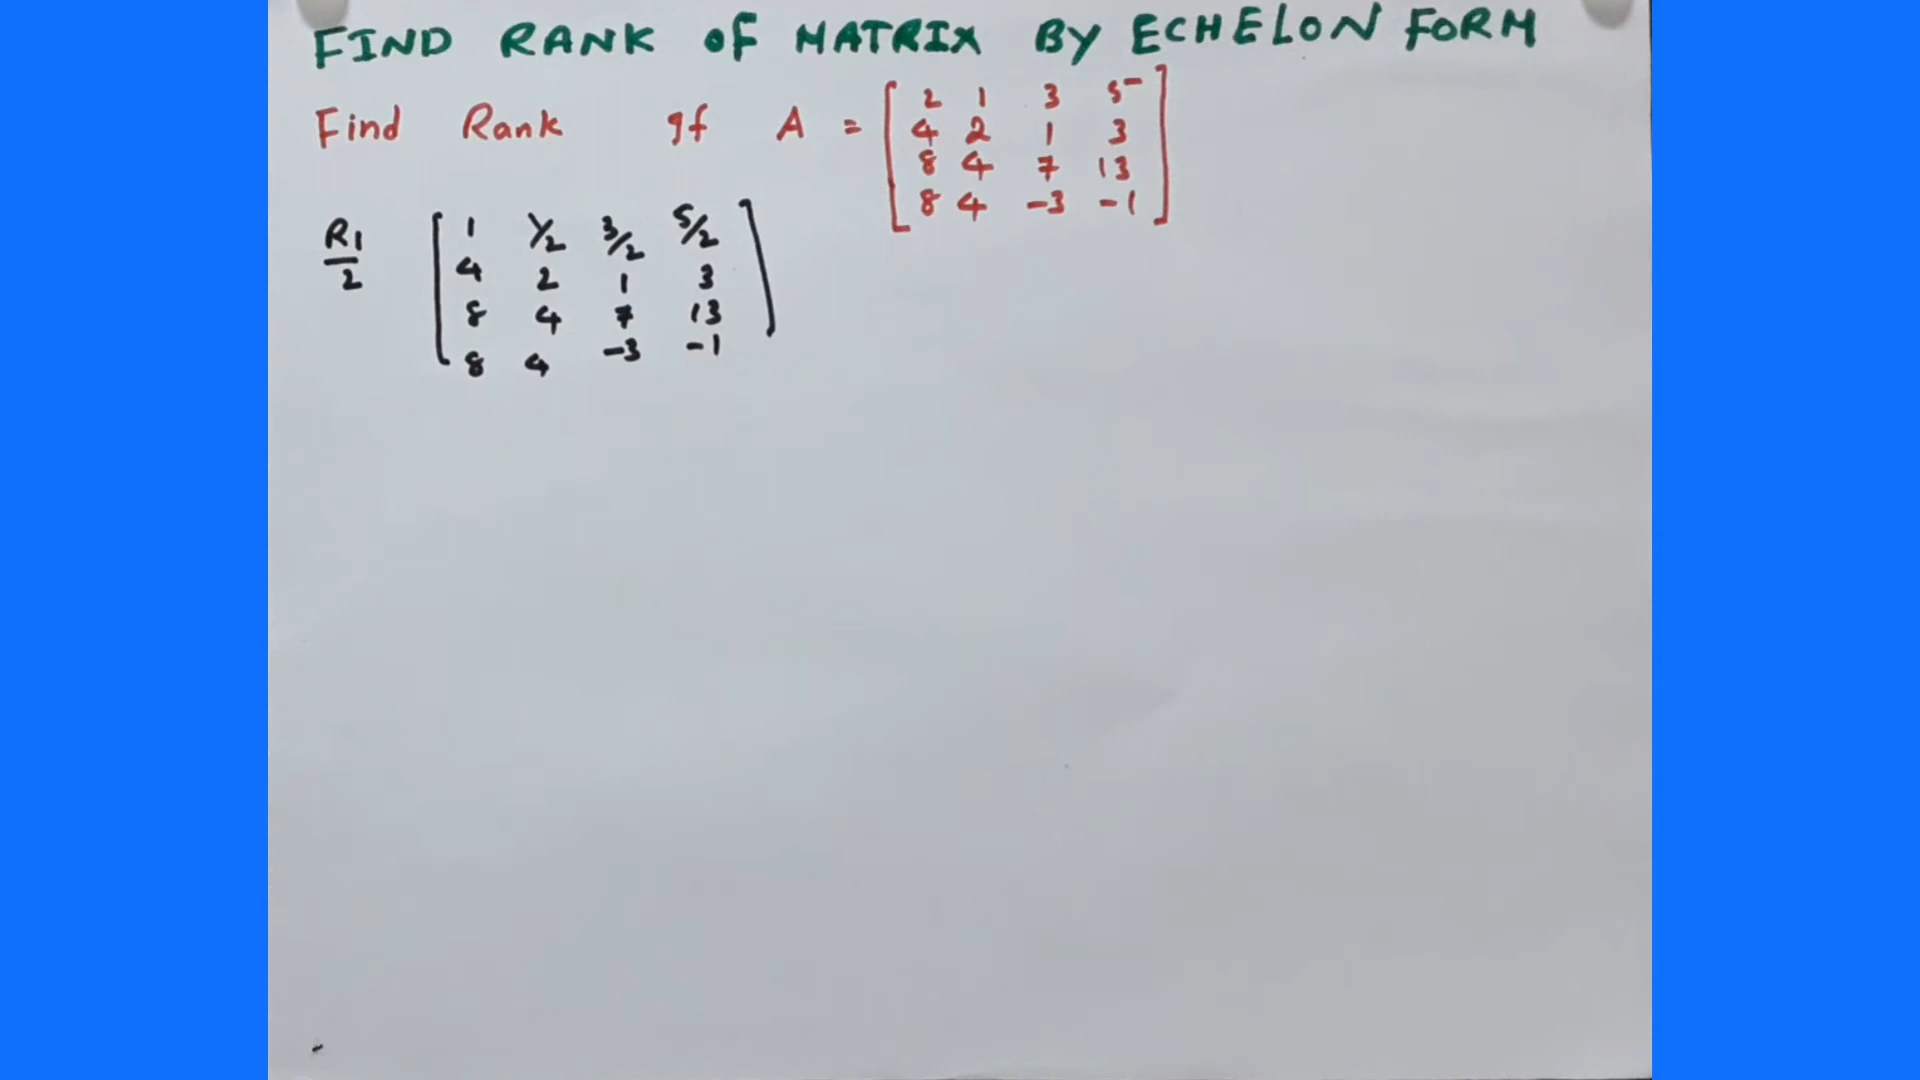 FIND RANK OF MATRIX BY ECHELON FORM
Find Rank If A = [ 2 1 3 5
4 2 1 3
8 4 7 13
8 4 -3 -1 ]
R1/2 [ 1 1/2 3/2 5/2
4 2 1 3
8 4 7 13
8 4 -3 -1 ]